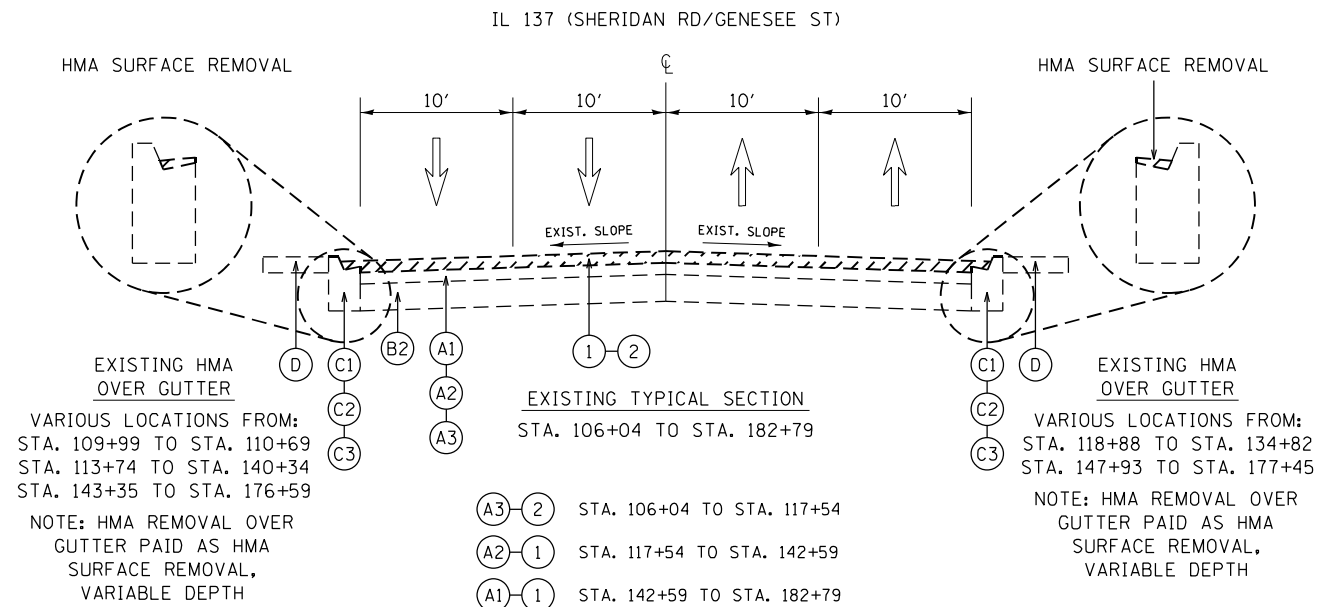 IL 137 (SHERIDAN RD/GENESEE ST)
HMA SURFACE REMOVAL
HMA SURFACE REMOVAL
℄
10'
10'
10'
10'
EXIST. SLOPE
EXIST. SLOPE
D
C1
C2
C3
B2
A1
A2
A3
1
2
C1
C2
C3
D
EXISTING HMA
OVER GUTTER
VARIOUS LOCATIONS FROM:
STA. 109+99 TO STA. 110+69
STA. 113+74 TO STA. 140+34
STA. 143+35 TO STA. 176+59
NOTE: HMA REMOVAL OVER
GUTTER PAID AS HMA
SURFACE REMOVAL,
VARIABLE DEPTH
EXISTING TYPICAL SECTION
STA. 106+04 TO STA. 182+79
A3 2 STA. 106+04 TO STA. 117+54
A2 1 STA. 117+54 TO STA. 142+59
A1 1 STA. 142+59 TO STA. 182+79
EXISTING HMA
OVER GUTTER
VARIOUS LOCATIONS FROM:
STA. 118+88 TO STA. 134+82
STA. 147+93 TO STA. 177+45
NOTE: HMA REMOVAL OVER
GUTTER PAID AS HMA
SURFACE REMOVAL,
VARIABLE DEPTH